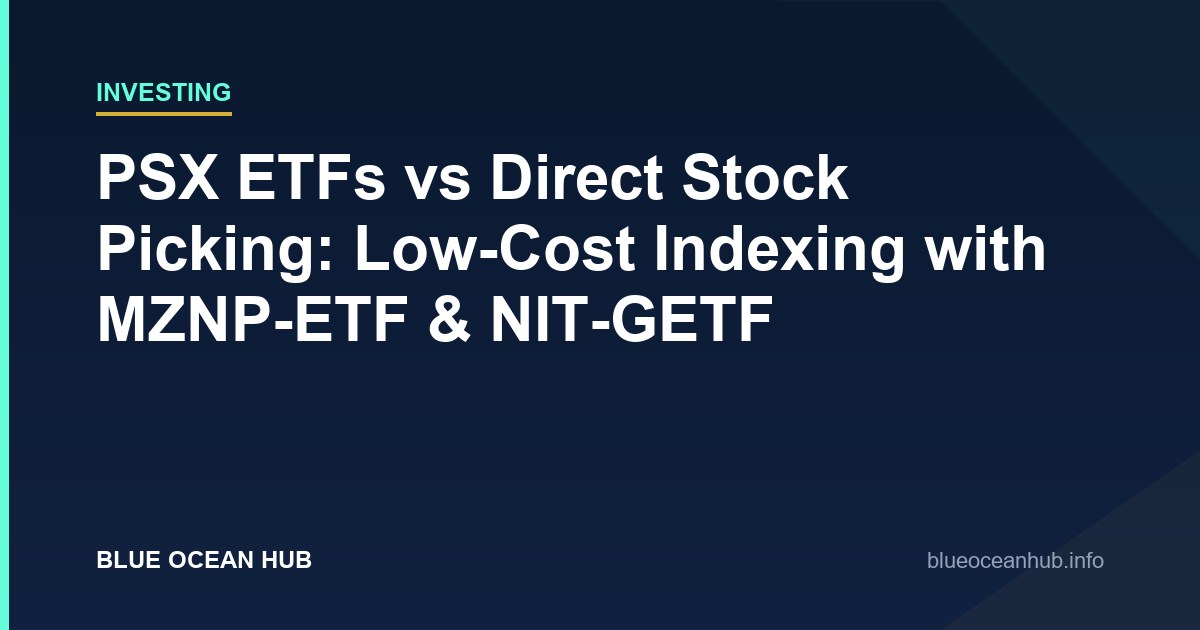 INVESTING
PSX ETFs vs Direct Stock
Picking: Low-Cost Indexing with
MZNP-ETF & NIT-GETF
BLUE OCEAN HUB
blueoceanhub.info